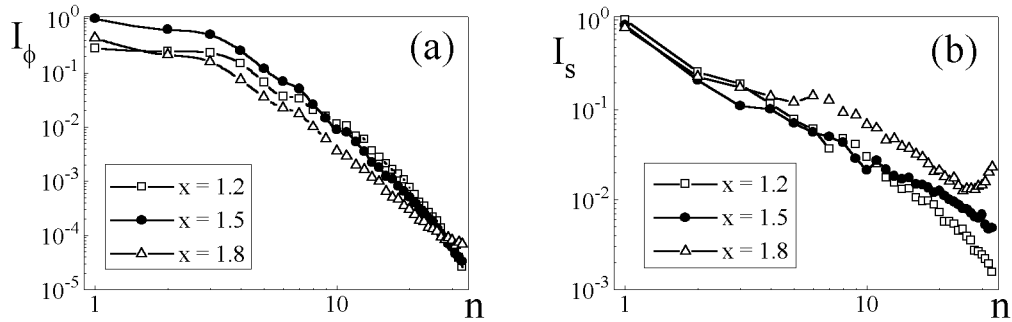 I_ϕ
(a)
10^0
10^-1
10^-2
10^-3
10^-4
10^-5
x = 1.2
x = 1.5
x = 1.8
1
10
n
I_s
(b)
10^0
10^-1
10^-2
10^-3
x = 1.2
x = 1.5
x = 1.8
1
10
n